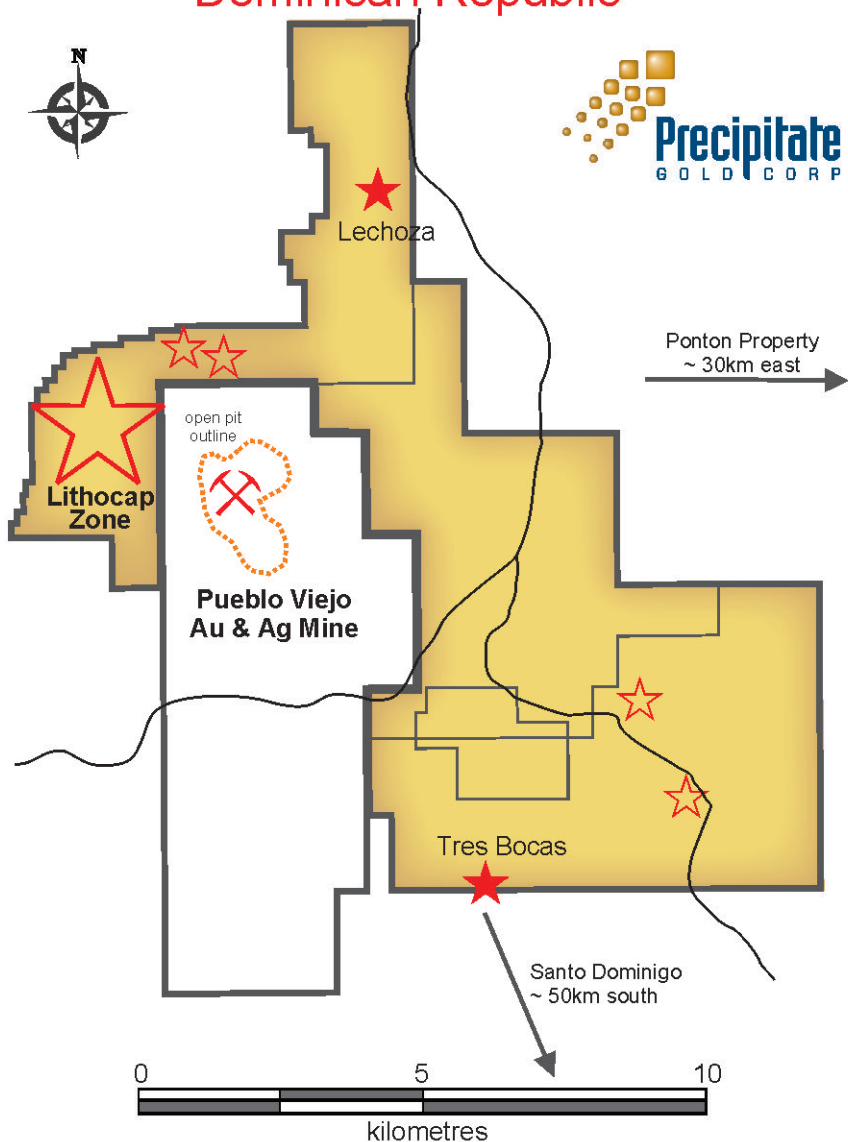 Dominican Republic
N
Precipitate
GOLD CORP
Lechoza
Ponton Property
~ 30km east
open pit
outline
Lithocap
Zone
Pueblo Viejo
Au & Ag Mine
Tres Bocas
Santo Dominigo
~ 50km south
0 5 10
kilometres